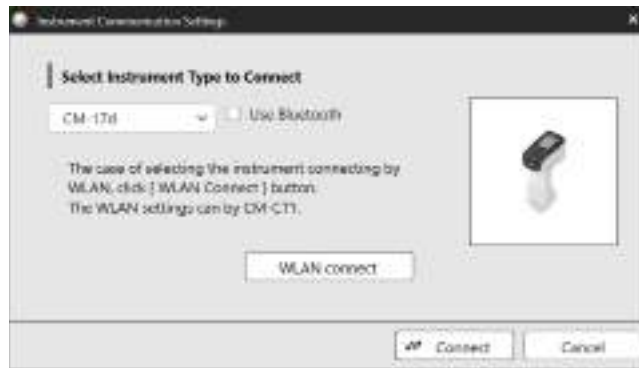 Instrument Communication Settings
Select Instrument Type to Connect
CM-17d
Use Bluetooth
The case of selecting the instrument connecting by
WLAN, click [ WLAN Connect ] button.
The WLAN settings can by CM-CT1.
WLAN connect
Connect
Cancel